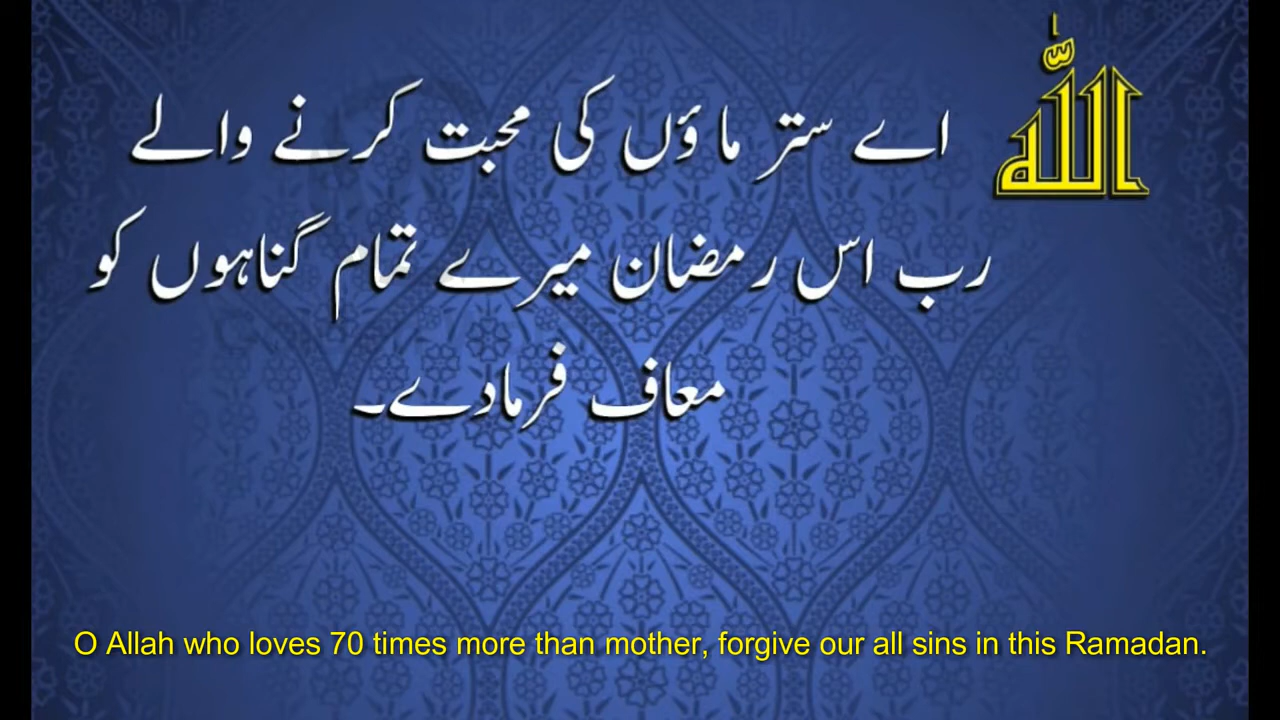 اللّٰه
اے ستر ماؤں کی محبت کرنے والے
رب اس رمضان میرے تمام گناہوں کو
معاف فرمادے۔
O Allah who loves 70 times more than mother, forgive our all sins in this Ramadan.